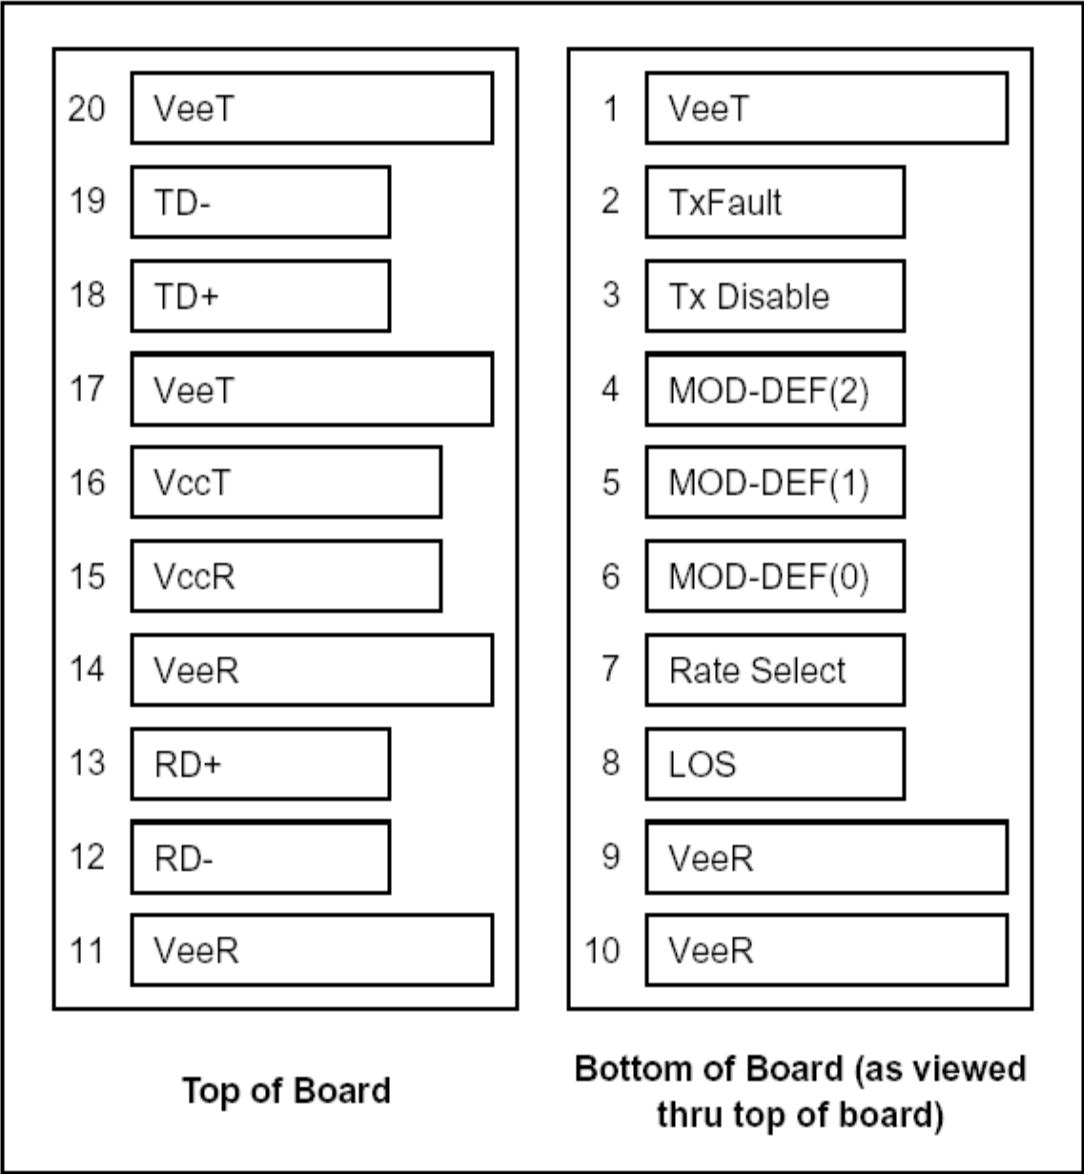 20 VeeT
19 TD-
18 TD+
17 VeeT
16 VccT
15 VccR
14 VeeR
13 RD+
12 RD-
11 VeeR
Top of Board
1 VeeT
2 TxFault
3 Tx Disable
4 MOD-DEF(2)
5 MOD-DEF(1)
6 MOD-DEF(0)
7 Rate Select
8 LOS
9 VeeR
10 VeeR
Bottom of Board (as viewed
thru top of board)